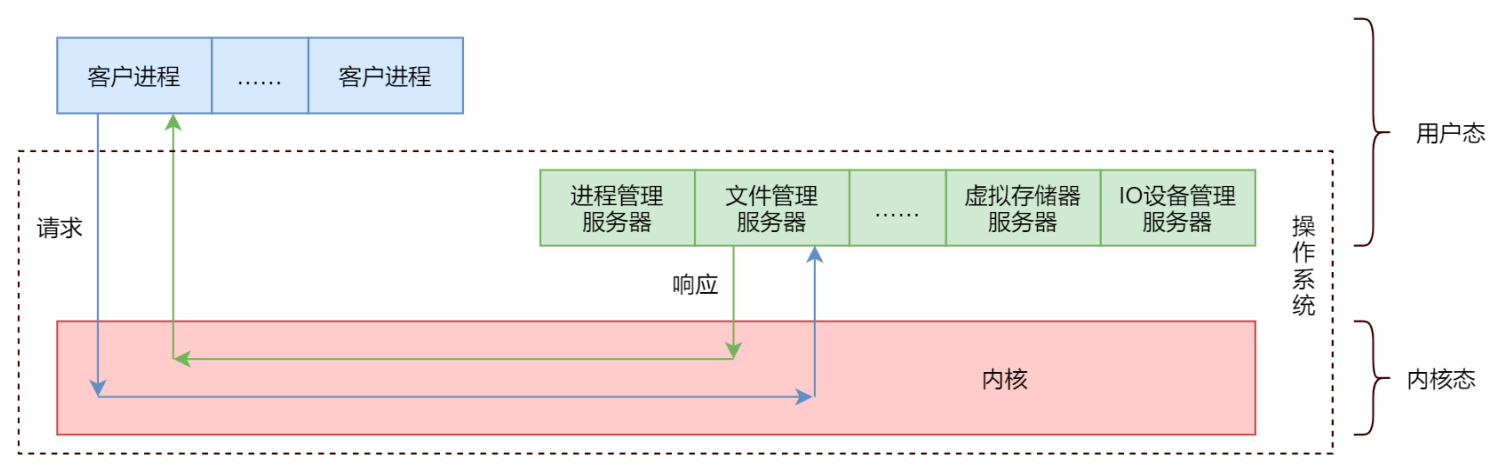 客户进程
……
客户进程
用户态
请求
进程管理
服务器
文件管理
服务器
……
虚拟存储器
服务器
IO设备管理
服务器
操
作
系
统
响应
内核
内核态